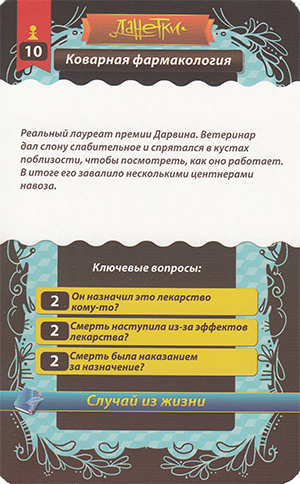 ДАНЕТКИ
10
Коварная фармакология
Реальный лауреат премии Дарвина. Ветеринар
дал слону слабительное и спрятался в кустах
поблизости, чтобы посмотреть, как оно работает.
В итоге его завалило несколькими центнерами
навоза.
Ключевые вопросы:
2 Он назначил это лекарство
кому-то?
2 Смерть наступила из-за эффектов
лекарства?
2 Смерть была наказанием
за назначение?
Случай из жизни